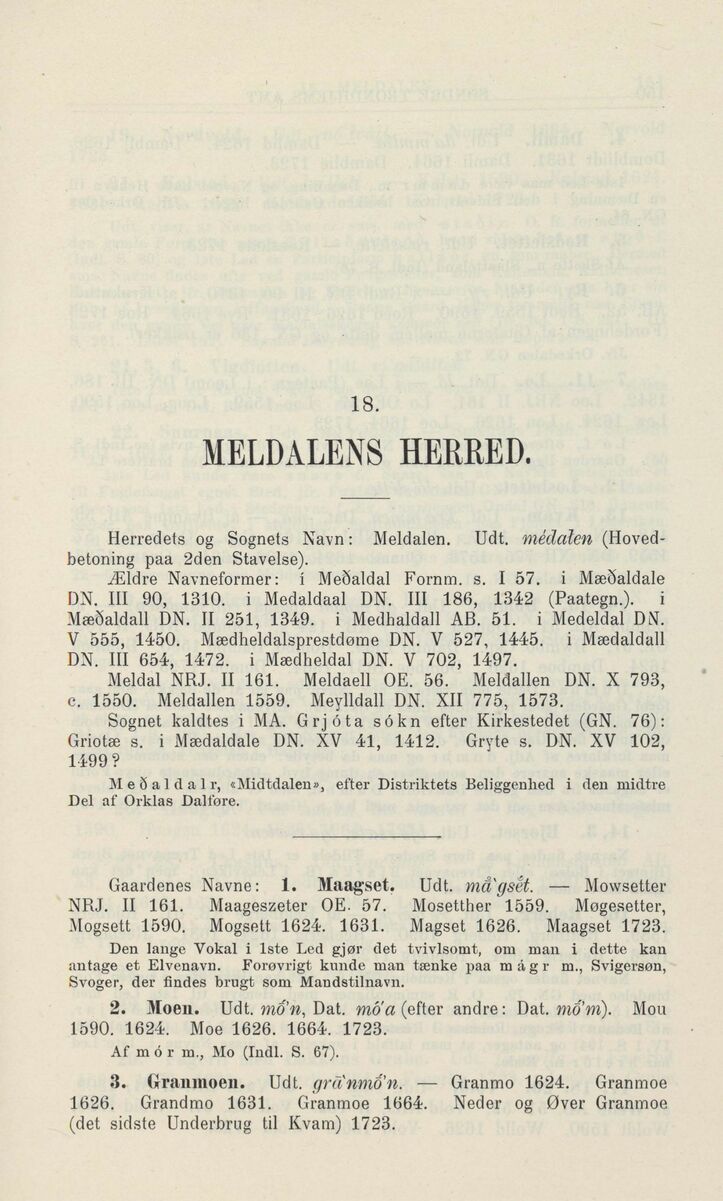 18.
MELDALENS HERRED.
Herredets og Sognets Navn: Meldalen. Udt. médałen (Hoved-
betoning paa 2den Stavelse).
Ældre Navneformer: í Meðaldal Fornm. s. I 57. i Mæðaldale
DN. III 90, 1310. i Medaldaal DN. III 186, 1342 (Paategn.). i
Mæðaldall DN. II 251, 1349. i Medhaldall AB. 51. i Medeldal DN.
V 555, 1450. Mædheldalsprestdøme DN. V 527, 1445. i Mædaldall
DN. III 654, 1472. i Mædheldal DN. V 702, 1497.
Meldal NRJ. II 161. Meldaell OE. 56. Meldallen DN. X 793,
c. 1550. Meldallen 1559. Meylldall DN. XII 775, 1573.
Sognet kaldtes i MA. Grjóta sókn efter Kirkestedet (GN. 76):
Griotæ s. i Mædaldale DN. XV 41, 1412. Gryte s. DN. XV 102,
1499?
Meðaldalr, «Midtdalen», efter Distriktets Beliggenhed i den midtre
Del af Orklas Dalføre.
Gaardenes Navne: 1. Maagset. Udt. må`gsét. — Mowsetter
NRJ. II 161. Maageszeter OE. 57. Mosetther 1559. Møgesetter,
Mogsett 1590. Mogsett 1624. 1631. Magset 1626. Maagset 1723.
Den lange Vokal i 1ste Led gjør det tvivlsomt, om man i dette kan
antage et Elvenavn. Forøvrigt kunde man tænke paa mágr m., Svigersøn,
Svoger, der findes brugt som Mandstilnavn.
2. Moen. Udt. mō'n, Dat. mō'a (efter andre: Dat. mō'm). Mou
1590. 1624. Moe 1626. 1664. 1723.
Af mór m., Mo (Indl. S. 67).
3. Granmoen. Udt. grā`nmō'n. — Granmo 1624. Granmoe
1626. Grandmo 1631. Granmoe 1664. Neder og Øver Granmoe
(det sidste Underbrug til Kvam) 1723.